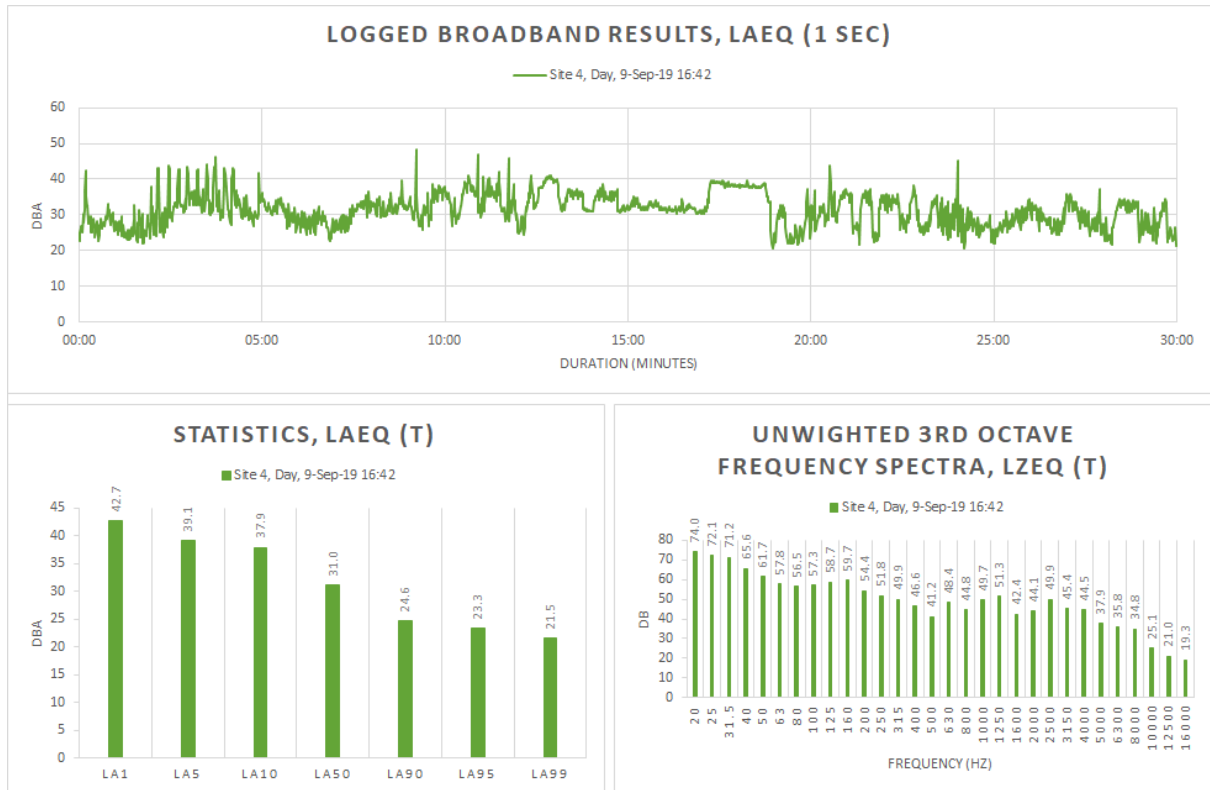 LOGGED BROADBAND RESULTS, LAEQ (1 SEC)
Site 4, Day, 9-Sep-19 16:42
60
50
40
30
20
10
0
DBA
00:00 05:00 10:00 15:00 20:00 25:00 30:00
DURATION (MINUTES)
STATISTICS, LAEQ (T)
Site 4, Day, 9-Sep-19 16:42
45
40
35
30
25
20
15
10
5
0
DBA
42.7 39.1 37.9 31.0 24.6 23.3 21.5
LA1 LA5 LA10 LA50 LA90 LA95 LA99
UNWIGHTED 3RD OCTAVE
FREQUENCY SPECTRA, LZEQ (T)
Site 4, Day, 9-Sep-19 16:42
80
70
60
50
40
30
20
10
0
DB
74.0 72.1 71.2 65.6 61.7 57.8 56.5 57.3 58.7 59.7 54.4 51.8 49.9 46.6 41.2 48.4 44.8 49.7 51.3 42.4 44.1 49.9 45.4 44.5 37.9 35.8 34.8 25.1 21.0 19.3
20 25 31.5 40 50 63 80 100 125 160 200 250 315 400 500 630 800 1000 1250 1600 2000 2500 3150 4000 5000 6300 8000 10000 12500 16000
FREQUENCY (HZ)